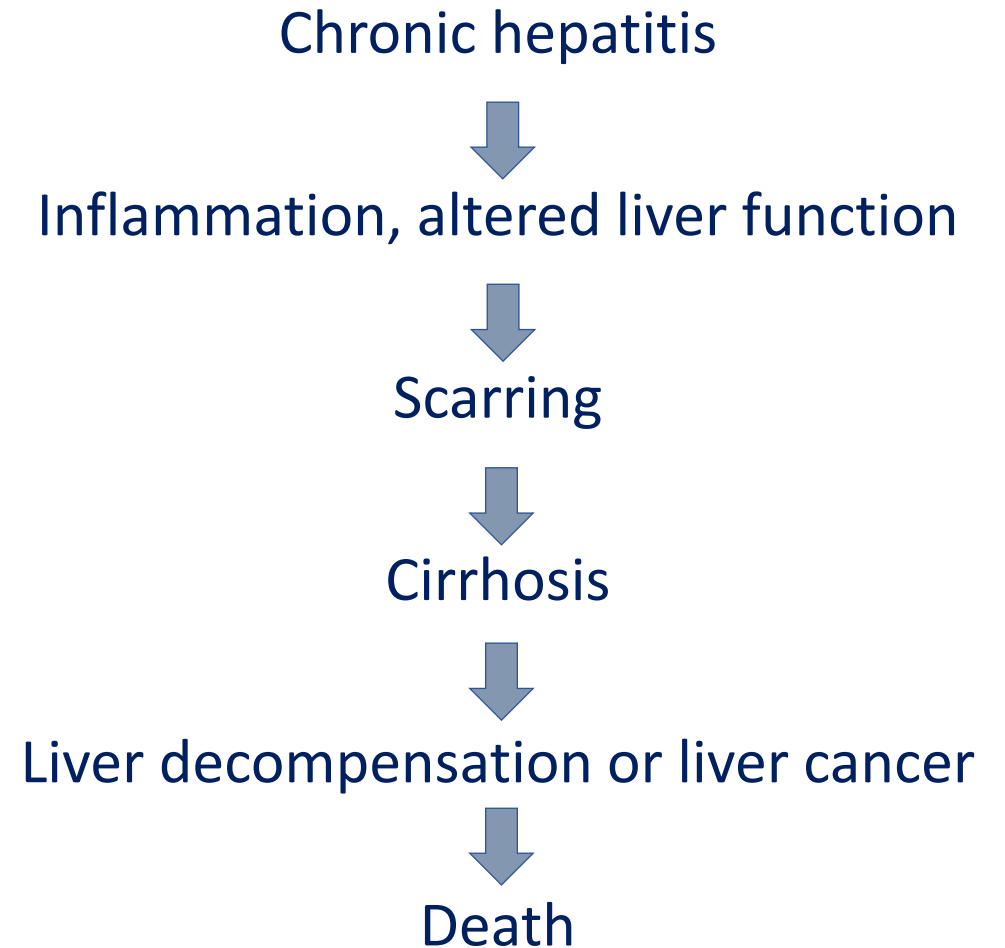 Chronic hepatitis
Inflammation, altered liver function
Scarring
Cirrhosis
Liver decompensation or liver cancer
Death